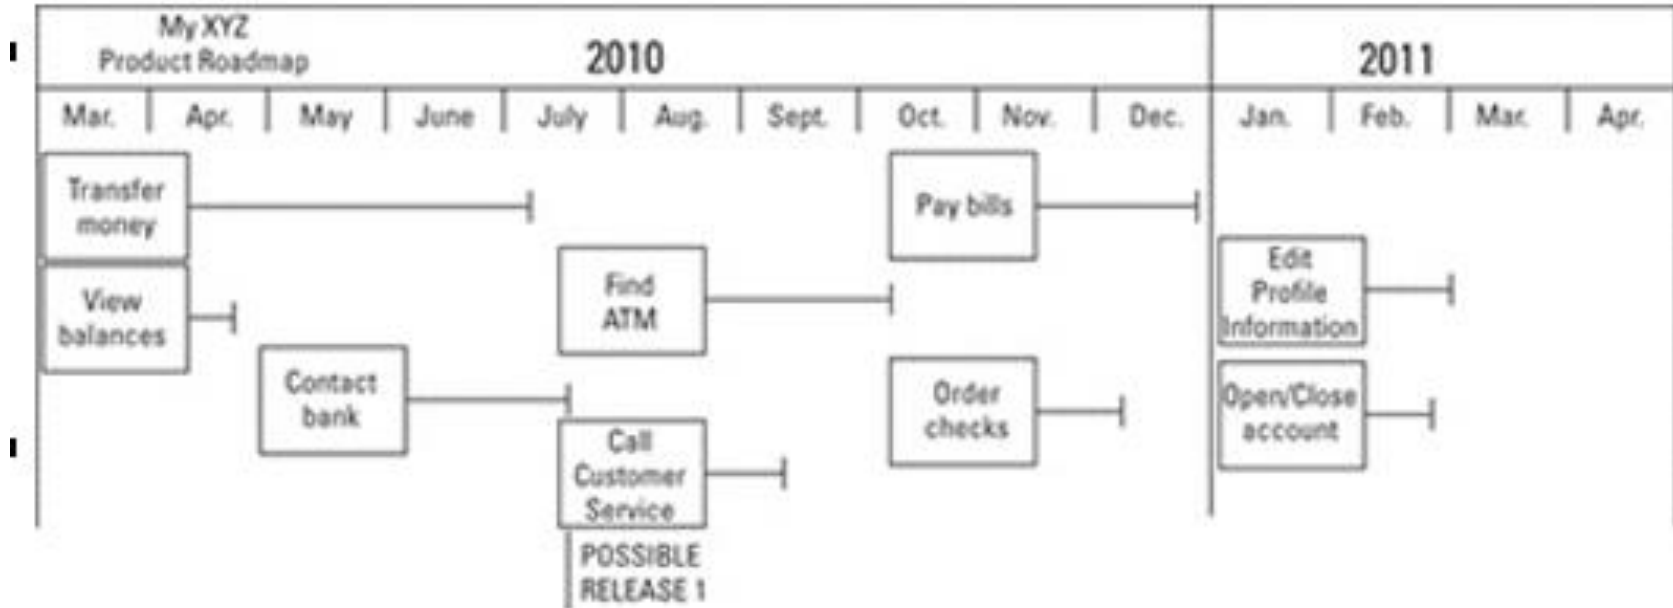 My XYZ
Product Roadmap
2010
2011
Mar. Apr. May June July Aug. Sept. Oct. Nov. Dec. Jan. Feb. Mar. Apr.
Transfer
money
Pay bills
View
balances
Find
ATM
Edit
Profile
Information
Contact
bank
Order
checks
Open/Close
account
Call
Customer
Service
POSSIBLE
RELEASE 1